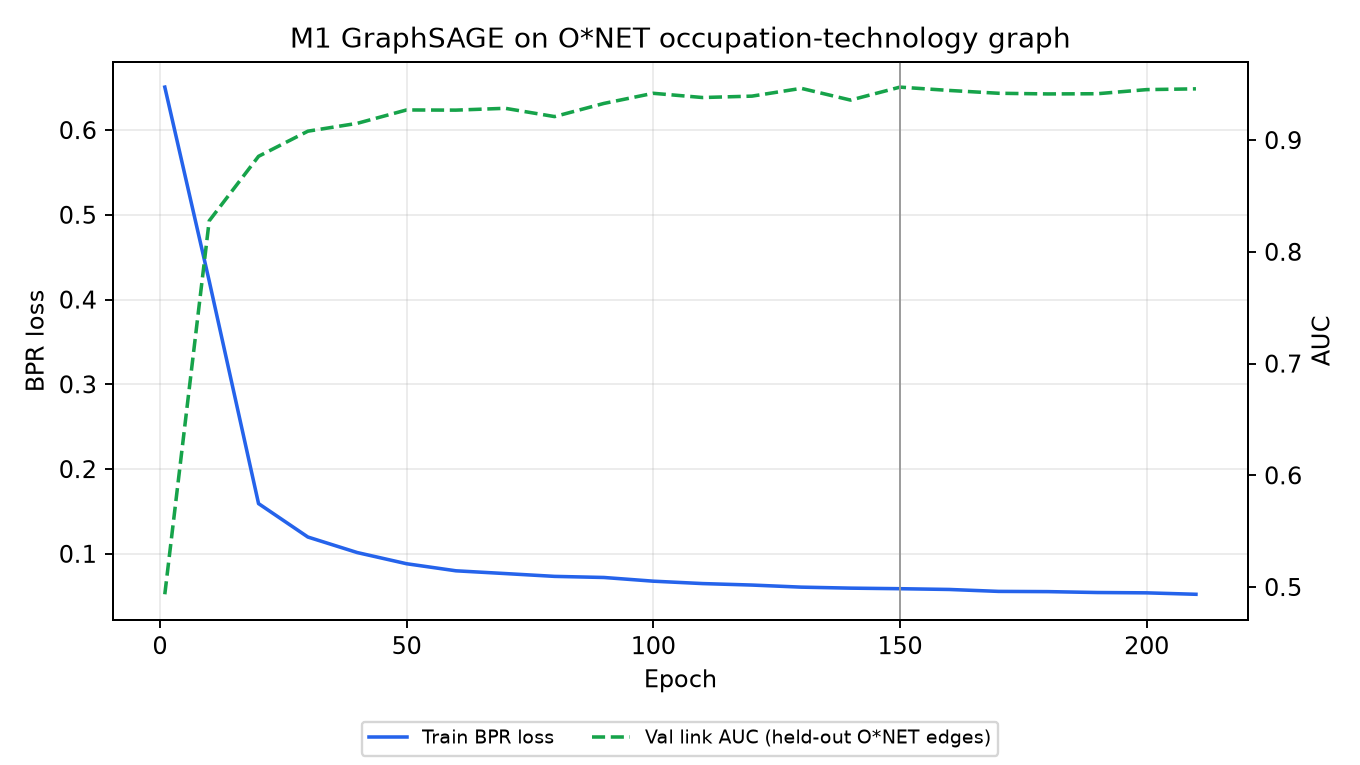 M1 GraphSAGE on O*NET occupation-technology graph
BPR loss
0.6
0.5
0.4
0.3
0.2
0.1
0.9
0.8
0.7
0.6
0.5
AUC
0 50 100 150 200
Epoch
Train BPR loss Val link AUC (held-out O*NET edges)